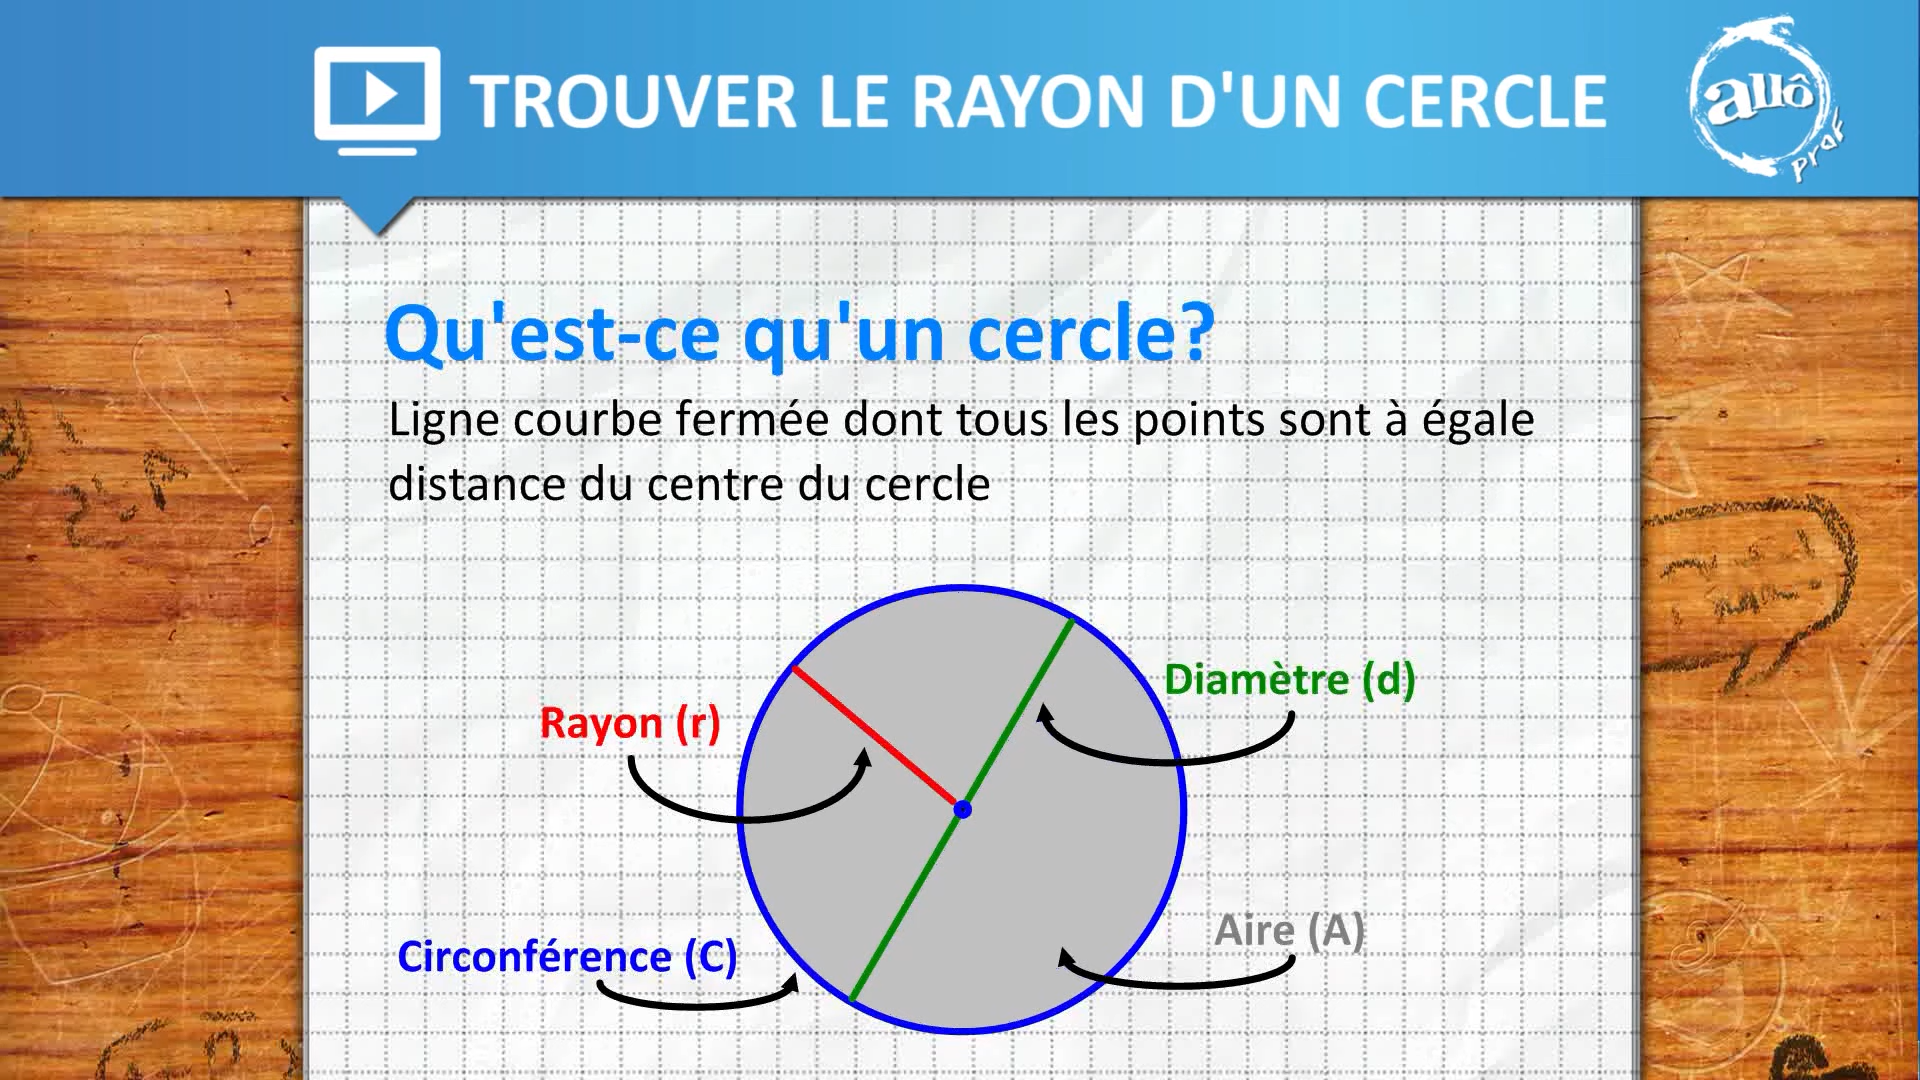 TROUVER LE RAYON D'UN CERCLE
allô
prof
Qu'est-ce qu'un cercle?
Ligne courbe fermée dont tous les points sont à égale
distance du centre du cercle
Diamètre (d)
Rayon (r)
Aire (A)
Circonférence (C)